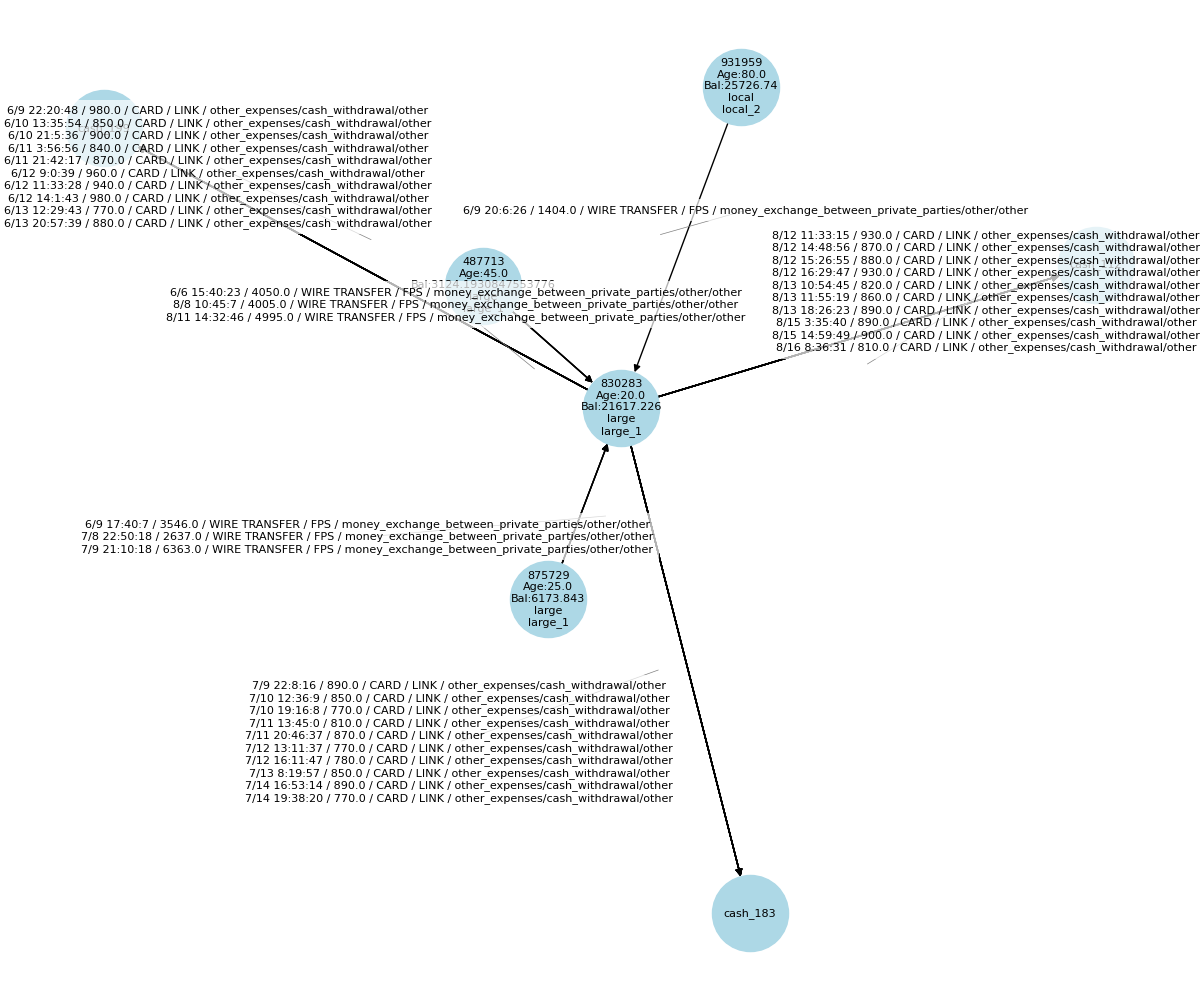 931959
Age:80.0
Bal:25726.74
local
local_2
6/9 22:20:48 / 980.0 / CARD / LINK / other_expenses/cash_withdrawal/other
6/10 13:35:54 / 850.0 / CARD / LINK / other_expenses/cash_withdrawal/other
6/10 21:5:36 / 900.0 / CARD / LINK / other_expenses/cash_withdrawal/other
6/11 3:56:56 / 840.0 / CARD / LINK / other_expenses/cash_withdrawal/other
6/11 21:42:17 / 870.0 / CARD / LINK / other_expenses/cash_withdrawal/other
6/12 9:0:39 / 960.0 / CARD / LINK / other_expenses/cash_withdrawal/other
6/12 11:33:28 / 940.0 / CARD / LINK / other_expenses/cash_withdrawal/other
6/12 14:1:43 / 980.0 / CARD / LINK / other_expenses/cash_withdrawal/other
6/13 12:29:43 / 770.0 / CARD / LINK / other_expenses/cash_withdrawal/other
6/13 20:57:39 / 880.0 / CARD / LINK / other_expenses/cash_withdrawal/other
6/9 20:6:26 / 1404.0 / WIRE TRANSFER / FPS / money_exchange_between_private_parties/other/other
8/12 11:33:15 / 930.0 / CARD / LINK / other_expenses/cash_withdrawal/other
8/12 14:48:56 / 870.0 / CARD / LINK / other_expenses/cash_withdrawal/other
8/12 15:26:55 / 880.0 / CARD / LINK / other_expenses/cash_withdrawal/other
8/12 16:29:47 / 930.0 / CARD / LINK / other_expenses/cash_withdrawal/other
8/13 10:54:45 / 820.0 / CARD / LINK / other_expenses/cash_withdrawal/other
8/13 11:55:19 / 860.0 / CARD / LINK / other_expenses/cash_withdrawal/other
8/13 18:26:23 / 890.0 / CARD / LINK / other_expenses/cash_withdrawal/other
8/15 3:35:40 / 890.0 / CARD / LINK / other_expenses/cash_withdrawal/other
8/15 14:59:49 / 900.0 / CARD / LINK / other_expenses/cash_withdrawal/other
8/16 8:36:31 / 810.0 / CARD / LINK / other_expenses/cash_withdrawal/other
487713
Age:45.0
Bal:3124.1930847553776
6/6 15:40:23 / 4050.0 / WIRE TRANSFER / FPS / money_exchange_between_private_parties/other/other
8/8 10:45:7 / 4005.0 / WIRE TRANSFER / FPS / money_exchange_between_private_parties/other/other
8/11 14:32:46 / 4995.0 / WIRE TRANSFER / FPS / money_exchange_between_private_parties/other/other
830283
Age:20.0
Bal:21617.226
large
large_1
6/9 17:40:7 / 3546.0 / WIRE TRANSFER / FPS / money_exchange_between_private_parties/other/other
7/8 22:50:18 / 2637.0 / WIRE TRANSFER / FPS / money_exchange_between_private_parties/other/other
7/9 21:10:18 / 6363.0 / WIRE TRANSFER / FPS / money_exchange_between_private_parties/other/other
875729
Age:25.0
Bal:6173.843
large
large_1
7/9 22:8:16 / 890.0 / CARD / LINK / other_expenses/cash_withdrawal/other
7/10 12:36:9 / 850.0 / CARD / LINK / other_expenses/cash_withdrawal/other
7/10 19:16:8 / 770.0 / CARD / LINK / other_expenses/cash_withdrawal/other
7/11 13:45:0 / 810.0 / CARD / LINK / other_expenses/cash_withdrawal/other
7/11 20:46:37 / 870.0 / CARD / LINK / other_expenses/cash_withdrawal/other
7/12 13:11:37 / 770.0 / CARD / LINK / other_expenses/cash_withdrawal/other
7/12 16:11:47 / 780.0 / CARD / LINK / other_expenses/cash_withdrawal/other
7/13 8:19:57 / 850.0 / CARD / LINK / other_expenses/cash_withdrawal/other
7/14 16:53:14 / 890.0 / CARD / LINK / other_expenses/cash_withdrawal/other
7/14 19:38:20 / 770.0 / CARD / LINK / other_expenses/cash_withdrawal/other
cash_183